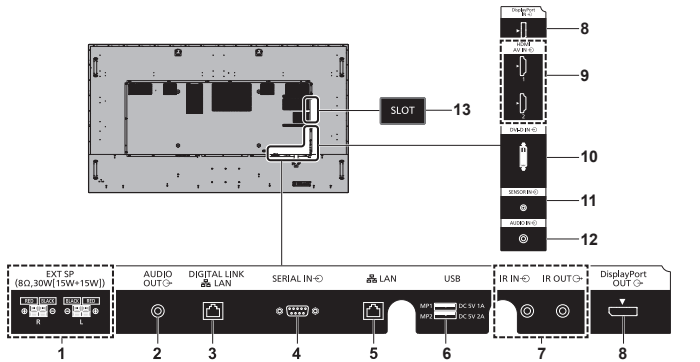 DisplayPort
IN
8
HDMI
AV IN
1
9
2
SLOT
13
DVI-D IN
10
SENSOR IN
11
AUDIO IN
12
EXT SP
(8Ω,30W[15W+15W])
RED BLACK BLACK RED
R L
AUDIO
OUT
DIGITAL LINK
LAN
SERIAL IN
LAN
USB
MP1 DC 5V 1A
MP2 DC 5V 2A
IR IN IR OUT
DisplayPort
OUT
1 2 3 4 5 6 7 8